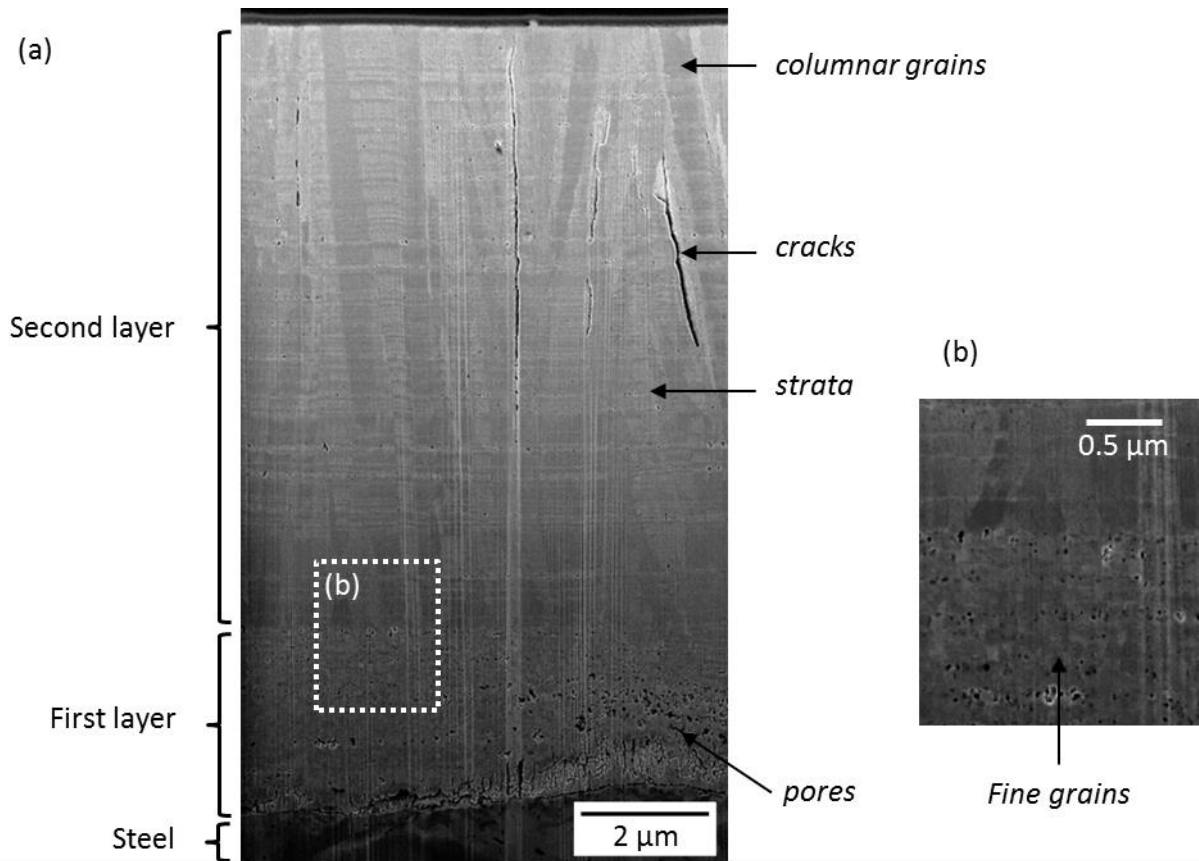 (a)
columnar grains
cracks
Second layer
strata
(b)
0.5 µm
(b)
First layer
pores
Fine grains
2 µm
Steel